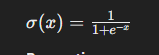 σ(x) = 1/(1+e^{-x})